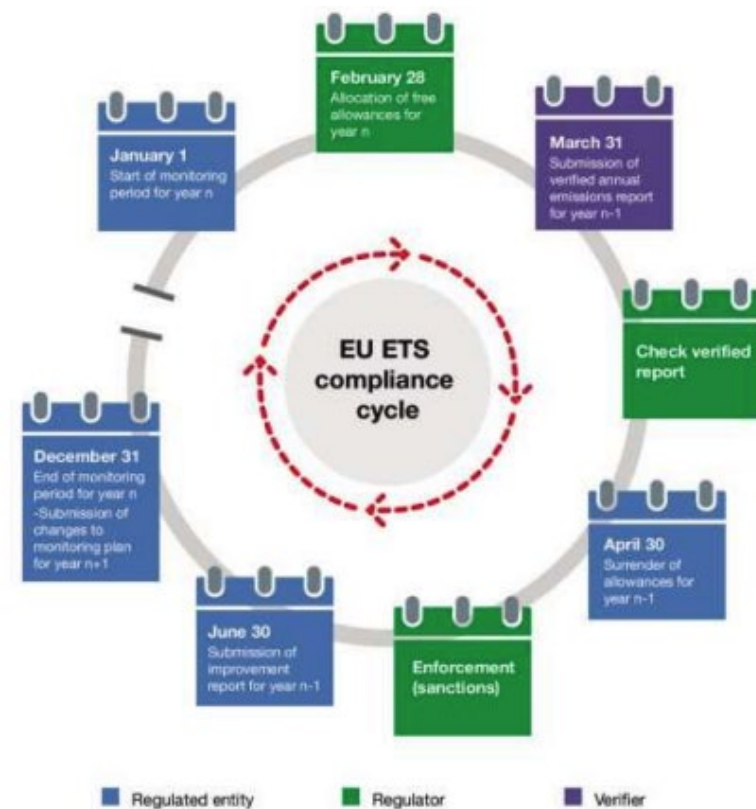 February 28
Allocation of free
allowances for
year n
January 1
Start of monitoring
period for year n
March 31
Submission of
verified annual
emissions report
for year n-1
Check verified
report
EU ETS
compliance
cycle
December 31
End of monitoring
period for year n
-Submission of
changes to
monitoring plan
for year n+1
April 30
Surrender of
allowances for
year n-1
June 30
Submission of
improvement
report for year n-1
Enforcement
(sanctions)
Regulated entity
Regulator
Verifier